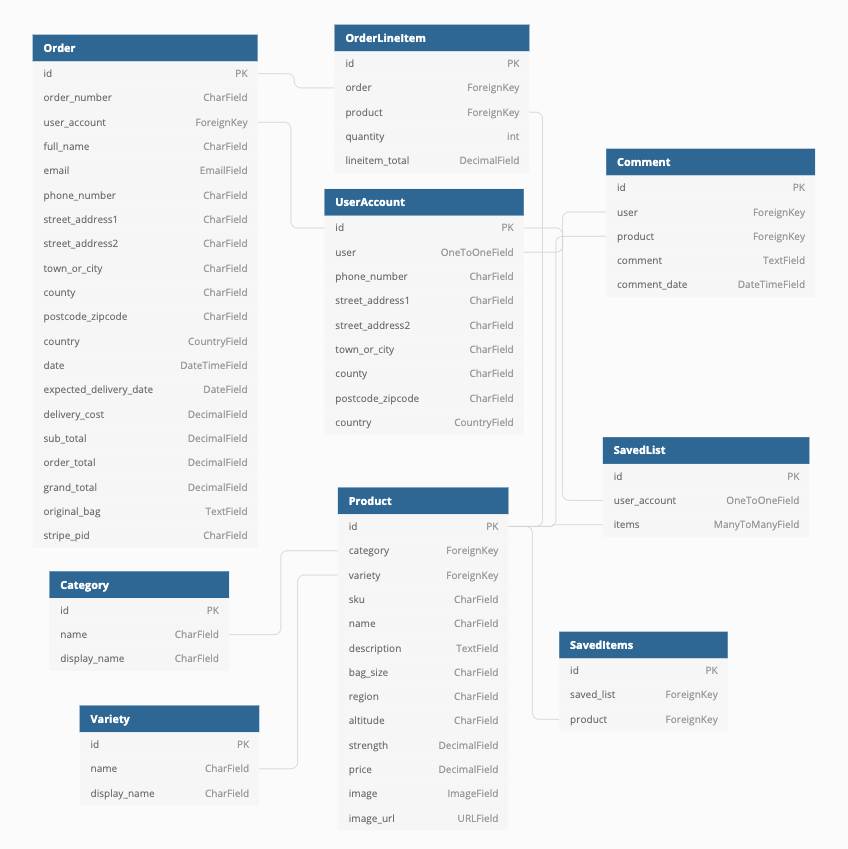 Order
id PK
order_number CharField
user_account ForeignKey
full_name CharField
email EmailField
phone_number CharField
street_address1 CharField
street_address2 CharField
town_or_city CharField
county CharField
postcode_zipcode CharField
country CountryField
date DateTimeField
expected_delivery_date DateField
delivery_cost DecimalField
sub_total DecimalField
order_total DecimalField
grand_total DecimalField
original_bag TextField
stripe_pid CharField
OrderLineItem
id PK
order ForeignKey
product ForeignKey
quantity int
lineitem_total DecimalField
UserAccount
id PK
user OneToOneField
phone_number CharField
street_address1 CharField
street_address2 CharField
town_or_city CharField
county CharField
postcode_zipcode CharField
country CountryField
Comment
id PK
user ForeignKey
product ForeignKey
comment TextField
comment_date DateTimeField
SavedList
id PK
user_account OneToOneField
items ManyToManyField
Product
id PK
category ForeignKey
variety ForeignKey
sku CharField
name CharField
description TextField
bag_size CharField
region CharField
altitude CharField
strength DecimalField
price DecimalField
image ImageField
image_url URLField
Category
id PK
name CharField
display_name CharField
Variety
id PK
name CharField
display_name CharField
SavedItems
id PK
saved_list ForeignKey
product ForeignKey